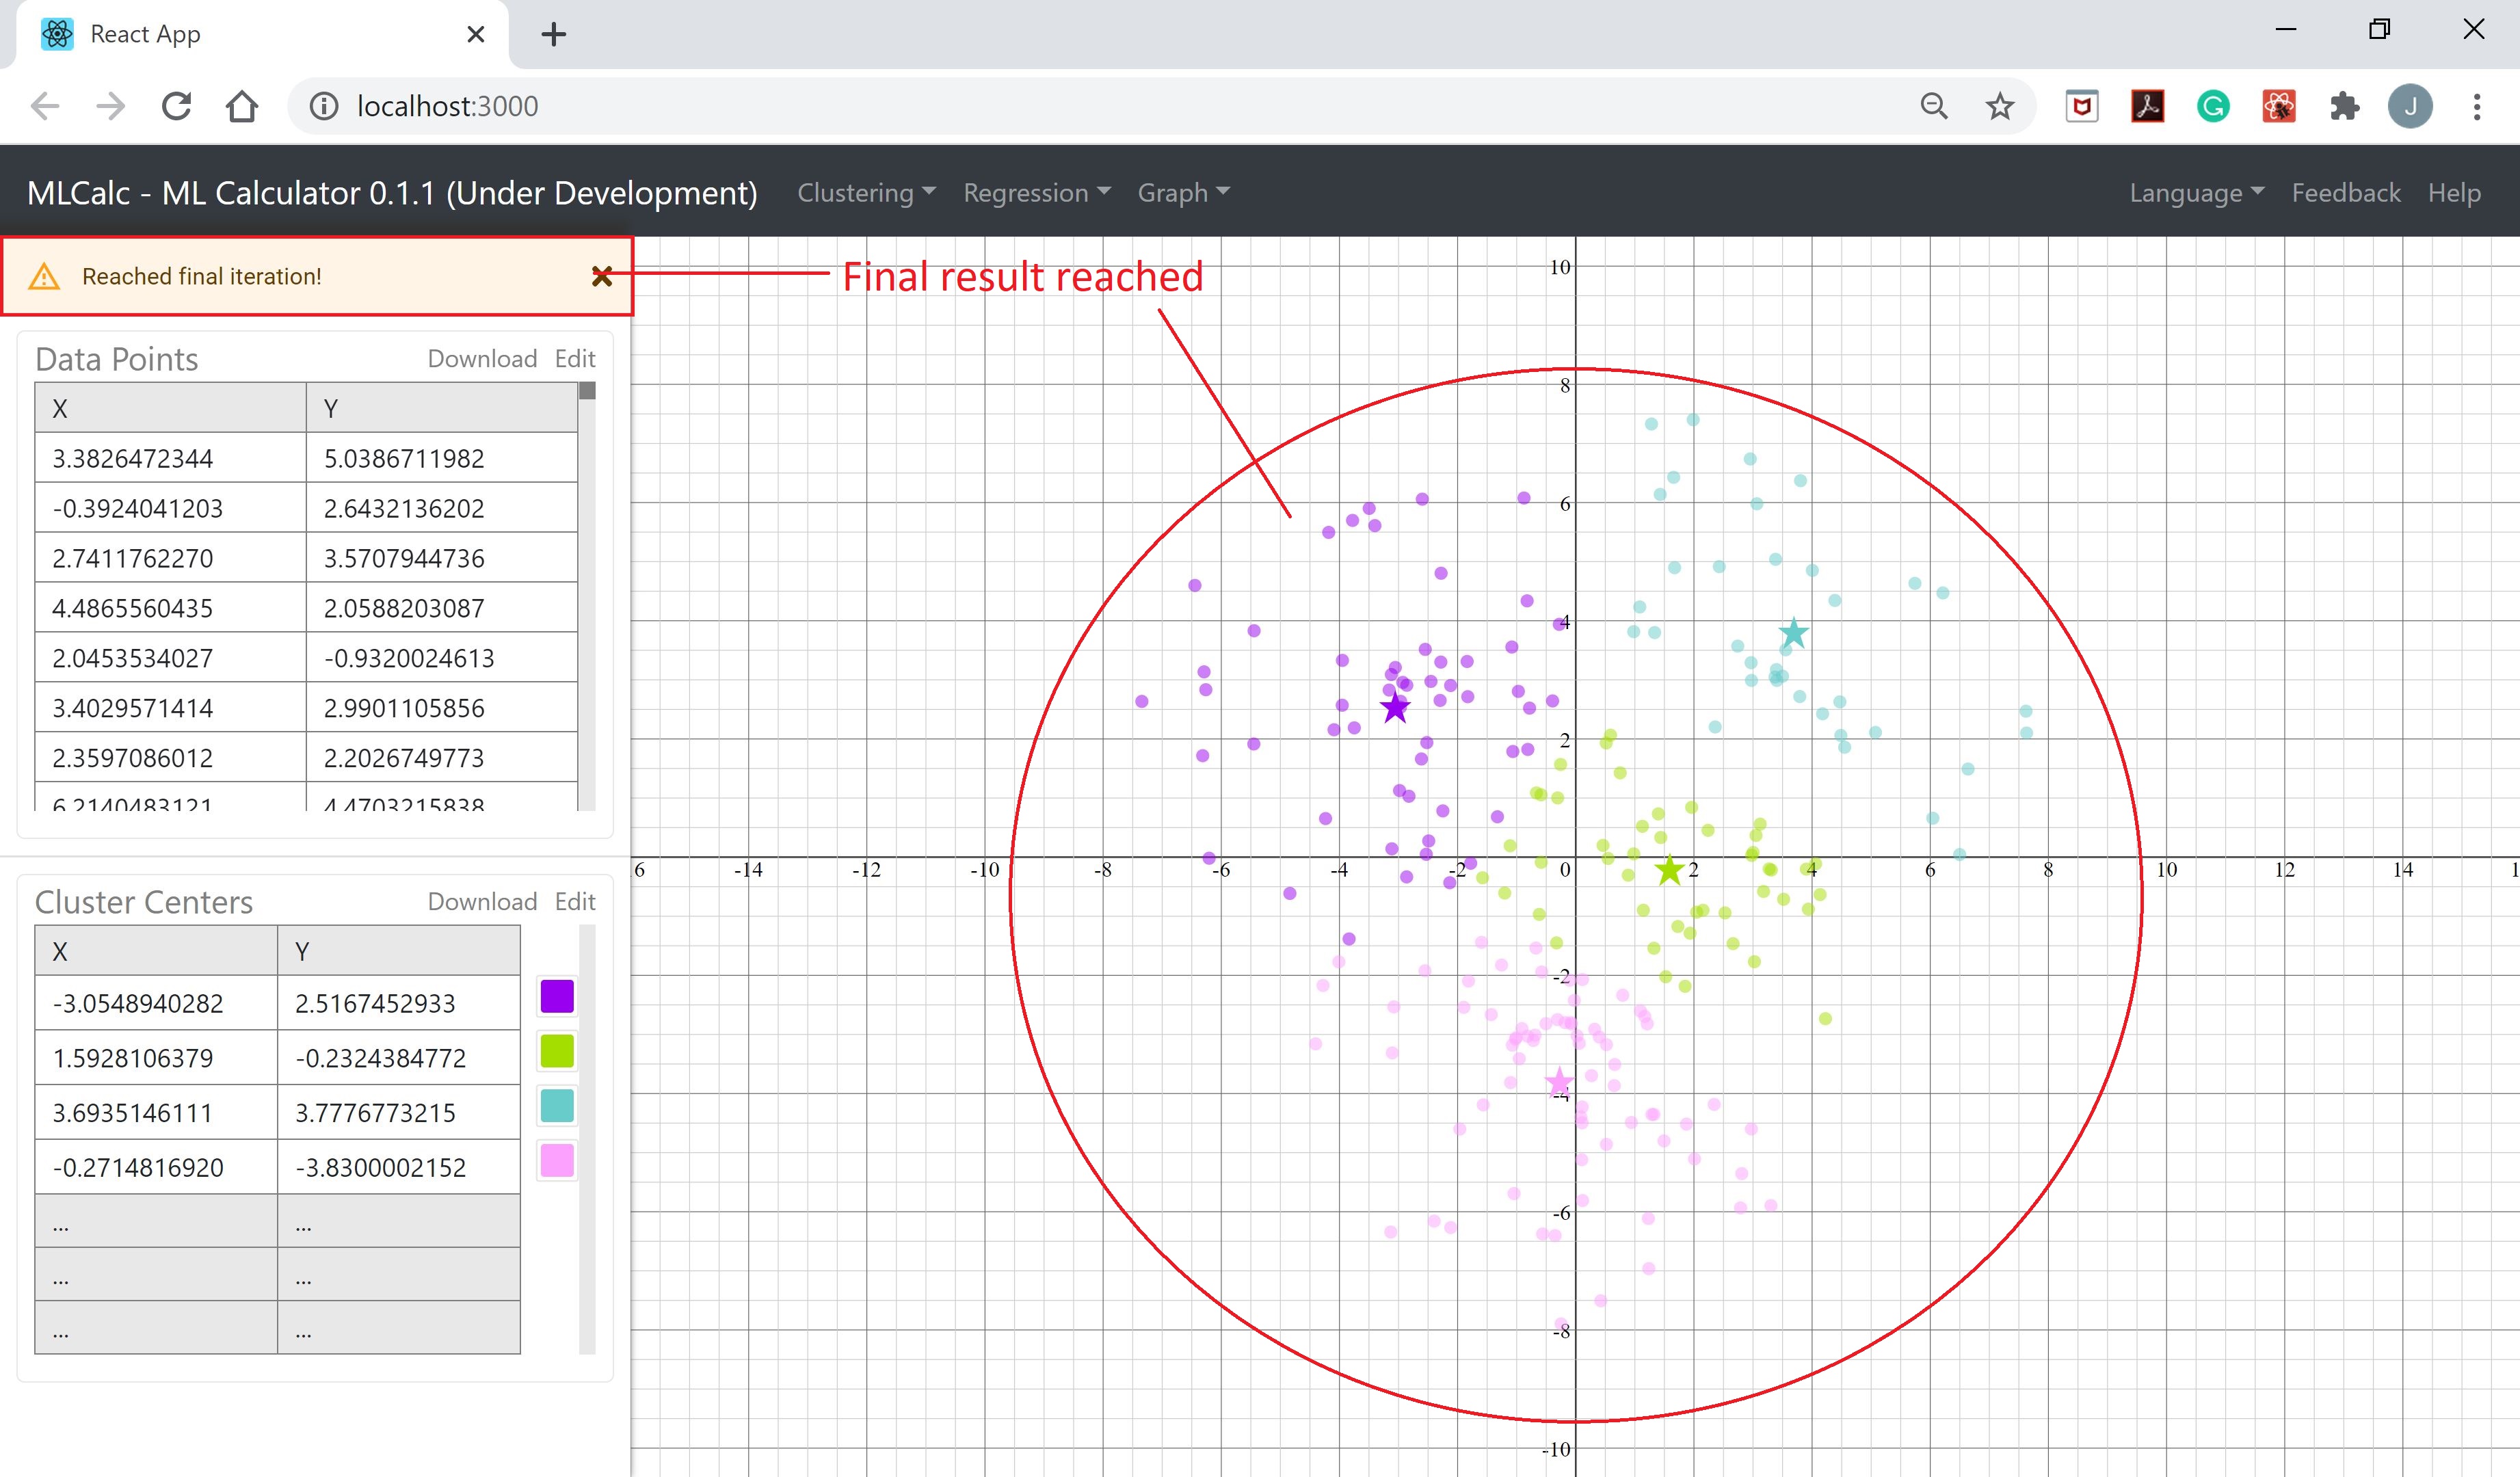 React App
localhost:3000
J
MLCalc - ML Calculator 0.1.1 (Under Development) Clustering Regression Graph Language Feedback Help
Reached final iteration!
Final result reached
Data Points Download Edit
X Y
3.3826472344 5.0386711982
-0.3924041203 2.6432136202
2.7411762270 3.5707944736
4.4865560435 2.0588203087
2.0453534027 -0.9320024613
3.4029571414 2.9901105856
2.3597086012 2.2026749773
6.2140483121 4.4703215838
Cluster Centers Download Edit
X Y
-3.0548940282 2.5167452933
1.5928106379 -0.2324384772
3.6935146111 3.7776773215
-0.2714816920 -3.8300002152
... ...
... ...
... ...
10
8
6
4
2
6 -14 -12 -10 -8 -6 -4 -2 0 2 4 6 8 10 12 14 1
-2
-4
-6
-8
-10